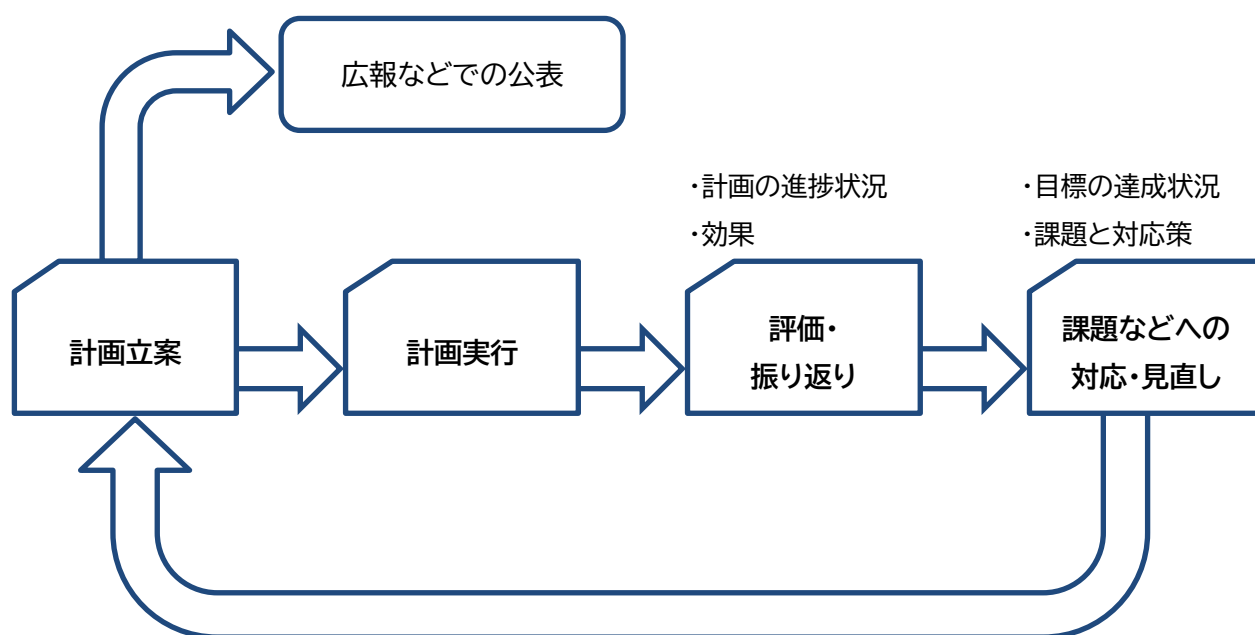 広報などでの公表
・計画の進捗状況
・効果
・目標の達成状況
・課題と対応策
計画立案
計画実行
評価・
振り返り
課題などへの
対応・見直し